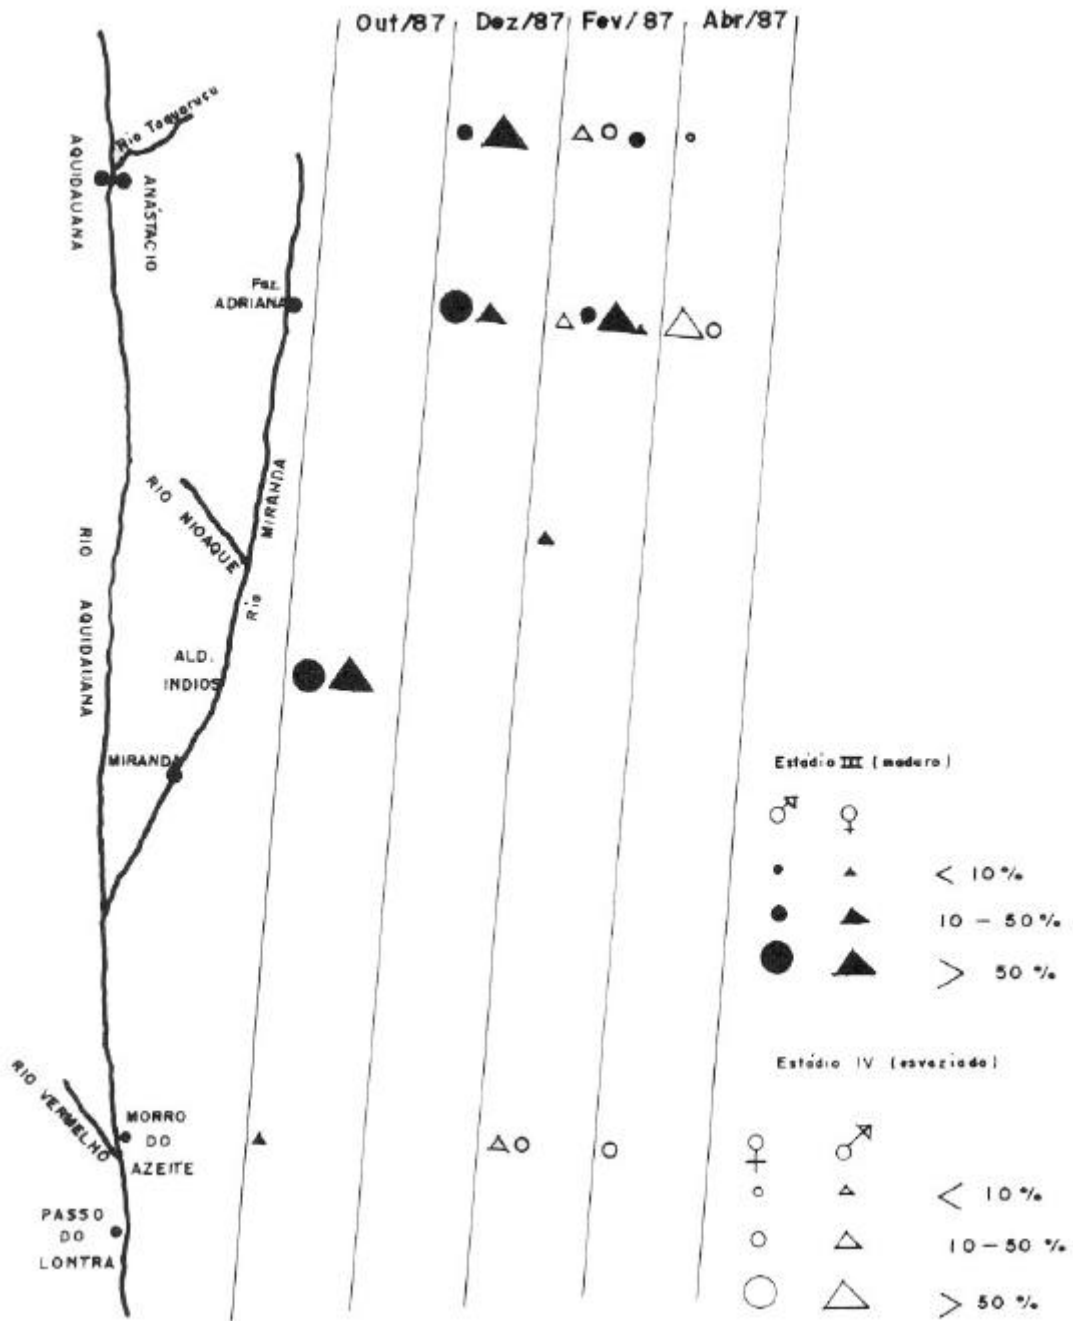 Out/87 Dez/87 Fev/87 Abr/87
Rio Taquaruçu
AQUIDAUANA
ANÁSTACIO
Faz.
ADRIANA
RIO NIOAQUE
Rio MIRANDA
RIO AQUIDAUANA
ALD.
INDIOS
MIRANDA
Estádio III (maduro)
♂ ♀
< 10 %
10 - 50 %
> 50 %
Estádio IV (esvaziado)
♀ ♂
< 10 %
10 - 50 %
> 50 %
RIO VERMELHO
MORRO
DO
AZEITE
PASSO
DO
LONTRA